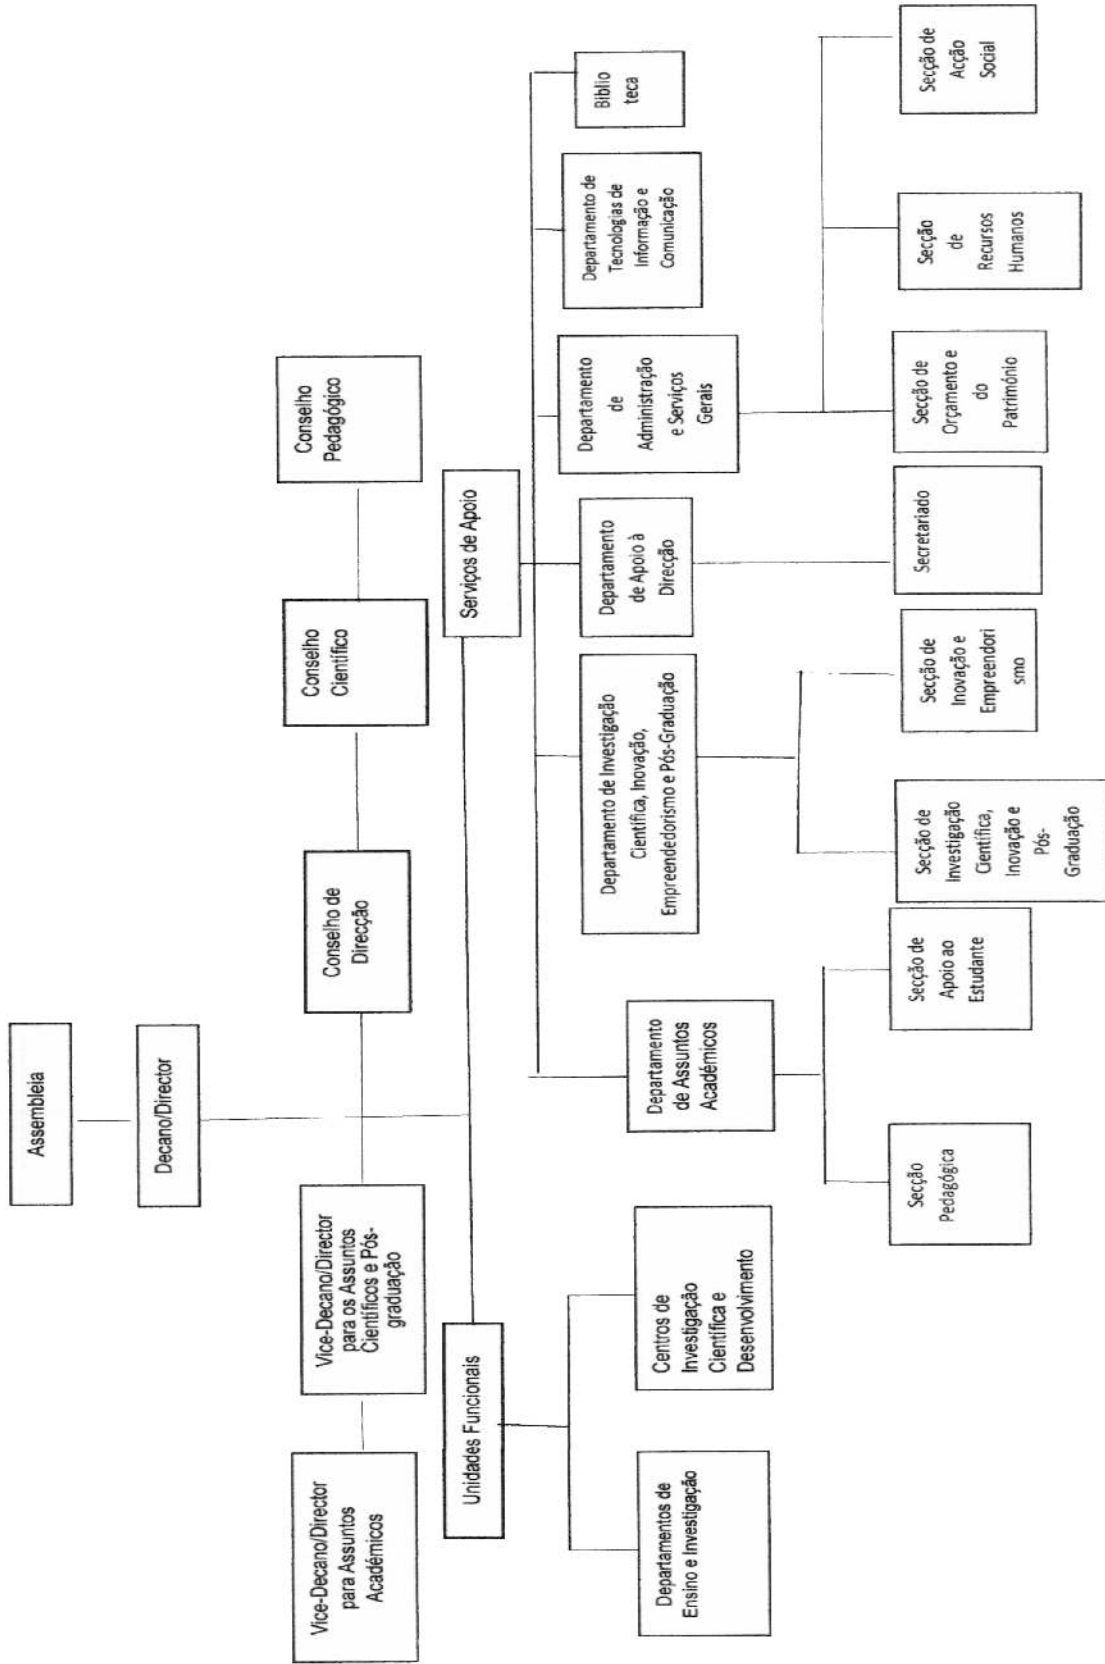 Assembleia
Decano/Director
Vice-Decano/Director
para Assuntos
Académicos
Vice-Decano/Director
para os Assuntos
Científicos e Pós-
graduação
Conselho de
Direcção
Conselho
Científico
Conselho
Pedagógico
Unidades Funcionais
Serviços de Apoio
Departamentos de
Ensino e Investigação
Centros de
Investigação
Científica e
Desenvolvimento
Departamento
de Assuntos
Académicos
Departamento de Investigação
Científica, Inovação,
Empreendedorismo e Pós-Graduação
Departamento
de Apoio à
Direcção
Departamento
de
Administração
e Serviços
Gerais
Departamento de
Tecnologias de
Informação e
Comunicação
Biblio
teca
Secção
Pedagógica
Secção de
Apoio ao
Estudante
Secção de
Investigação
Científica,
Inovação e
Pós-
Graduação
Secção de
Inovação e
Empreendori
smo
Secretariado
Secção de
Orçamento e
do
Património
Secção
de
Recursos
Humanos
Secção de
Acção
Social